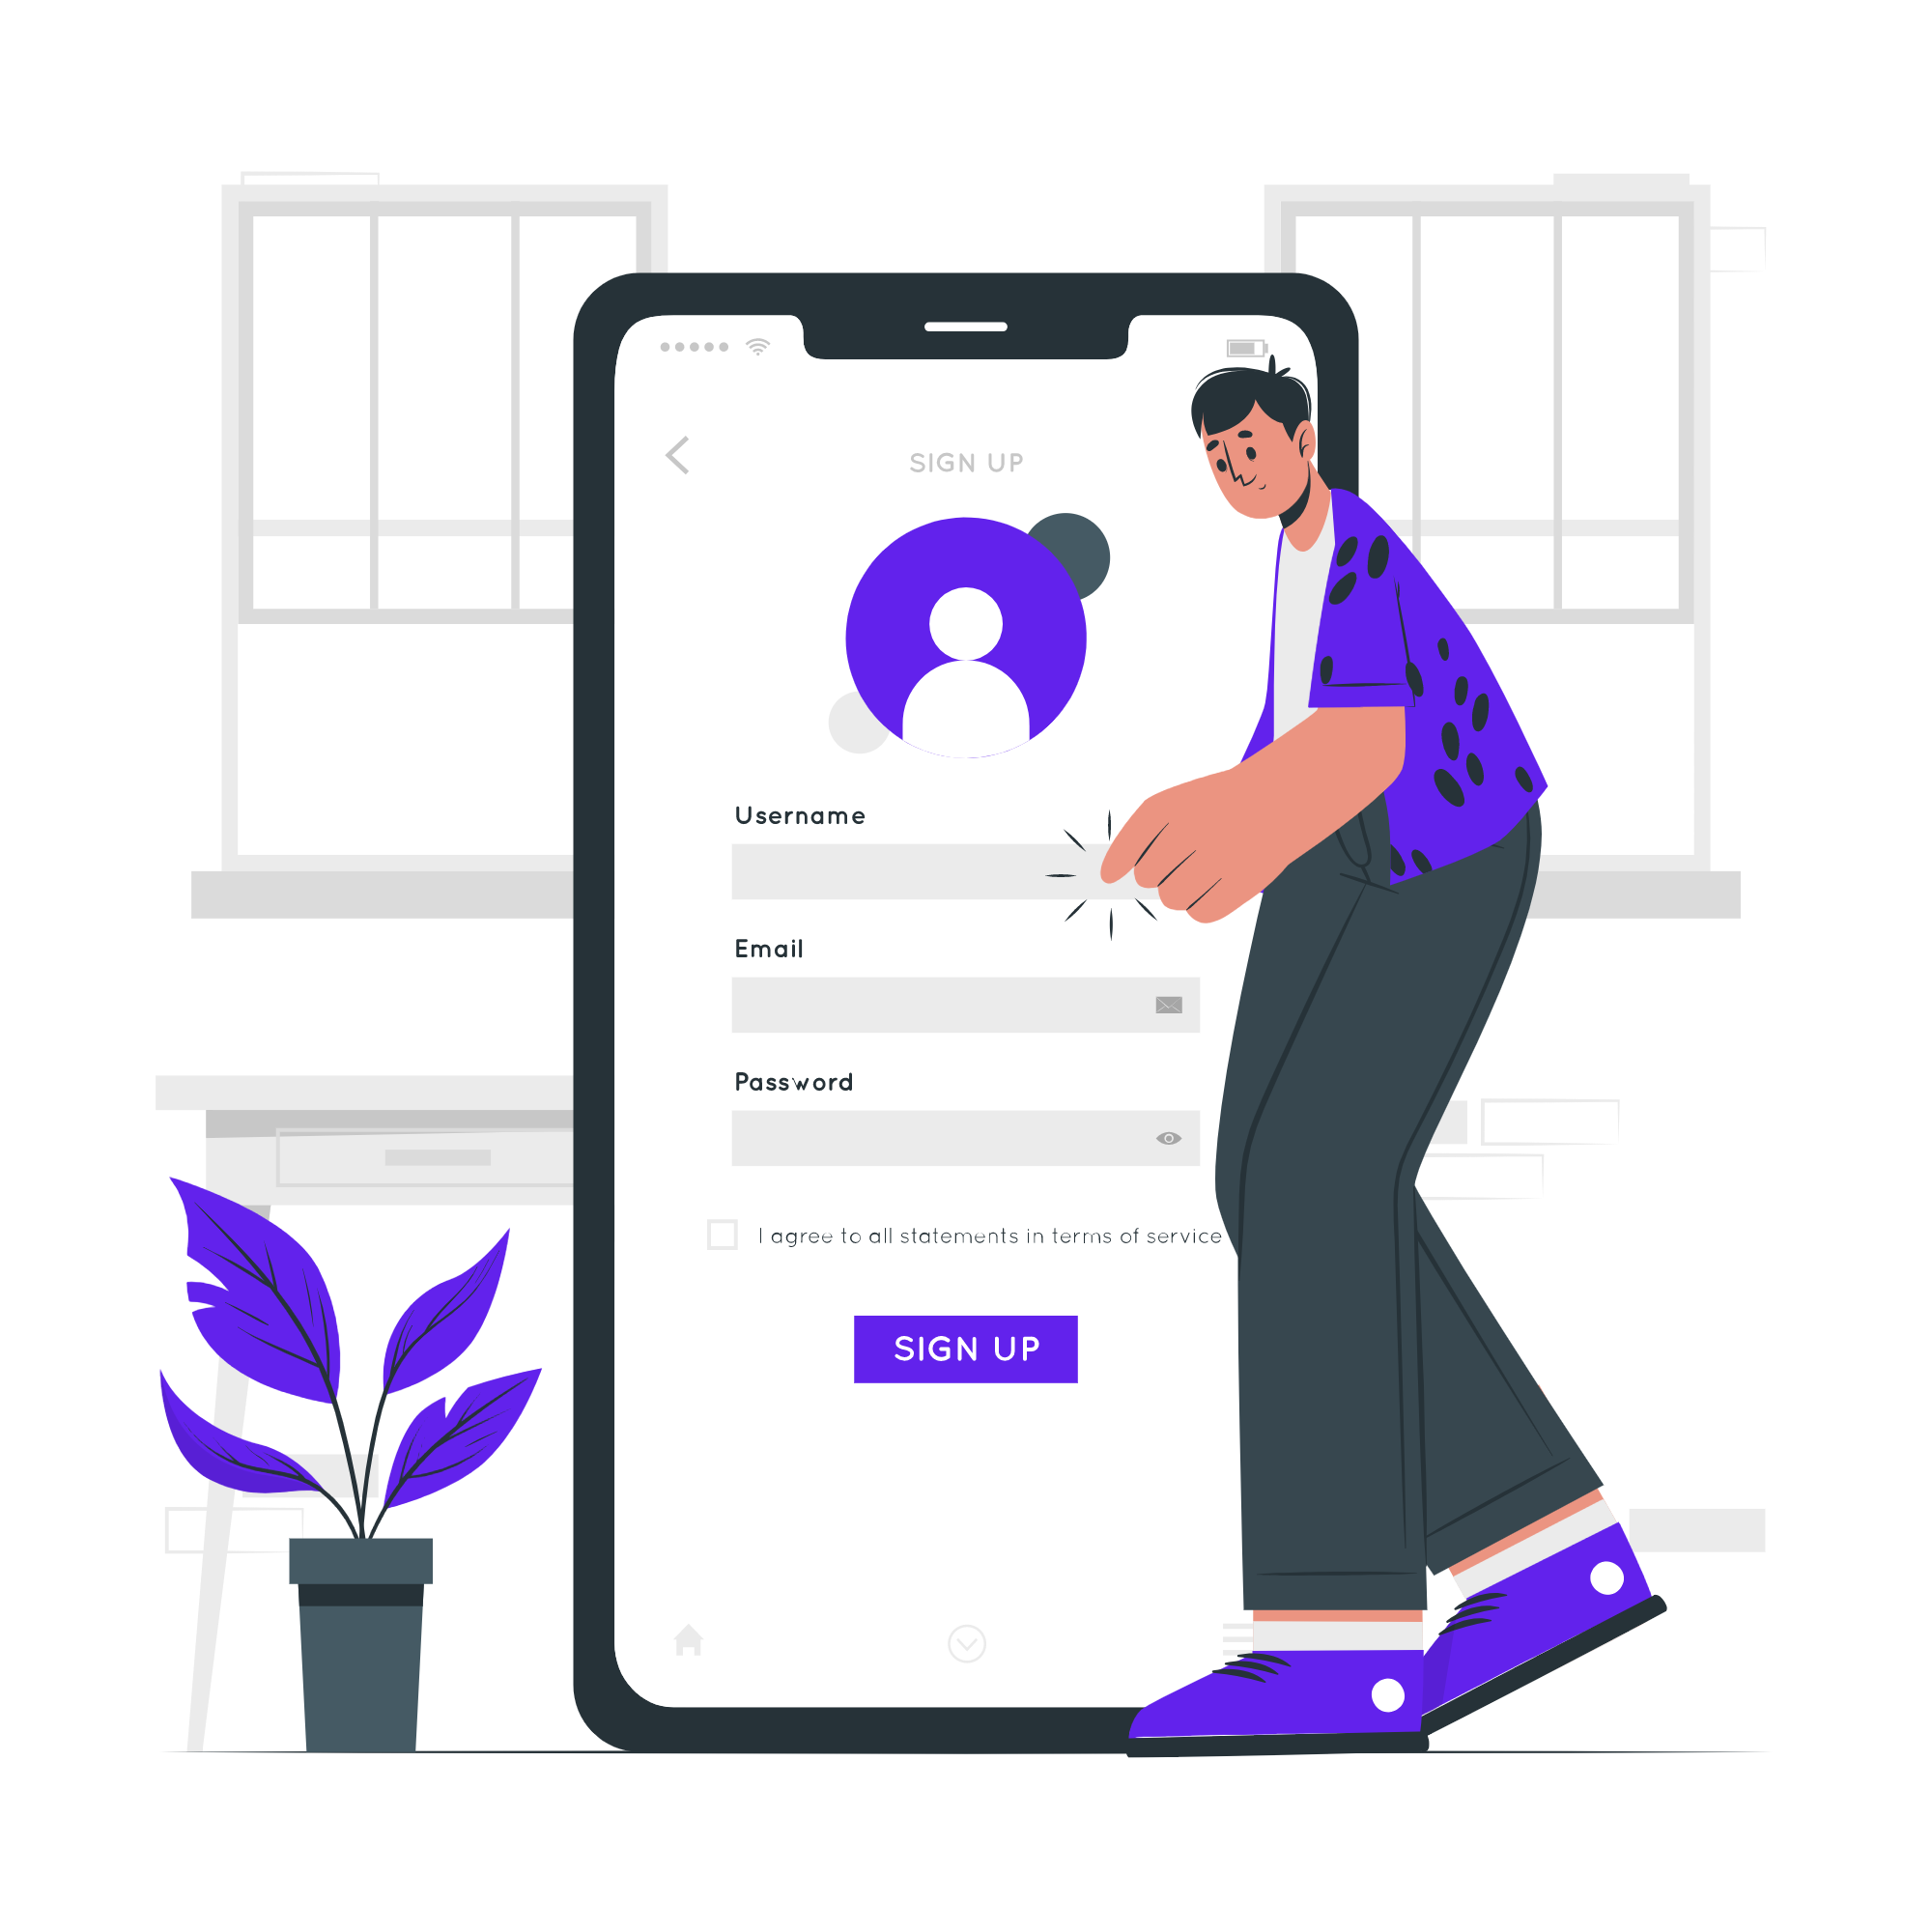 SIGN UP
Username
Email
Password
I agree to all statements in terms of service
SIGN UP